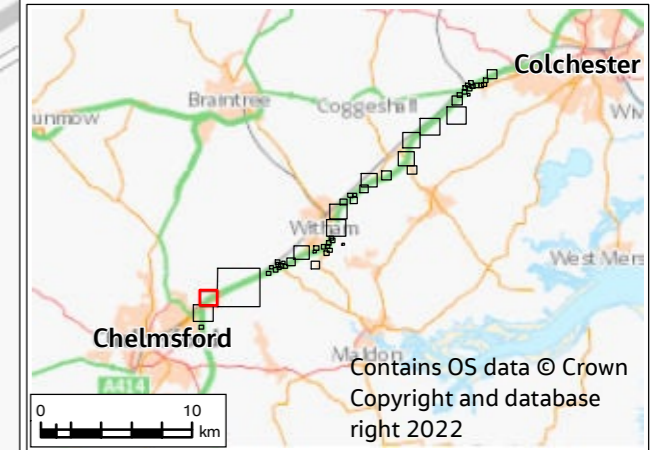 Colchester
Braintree
Coggeshall
unmow
Witham
West Mers
Chelmsford
Maldon
Contains OS data © Crown
Copyright and database
right 2022
A414
0 10
km